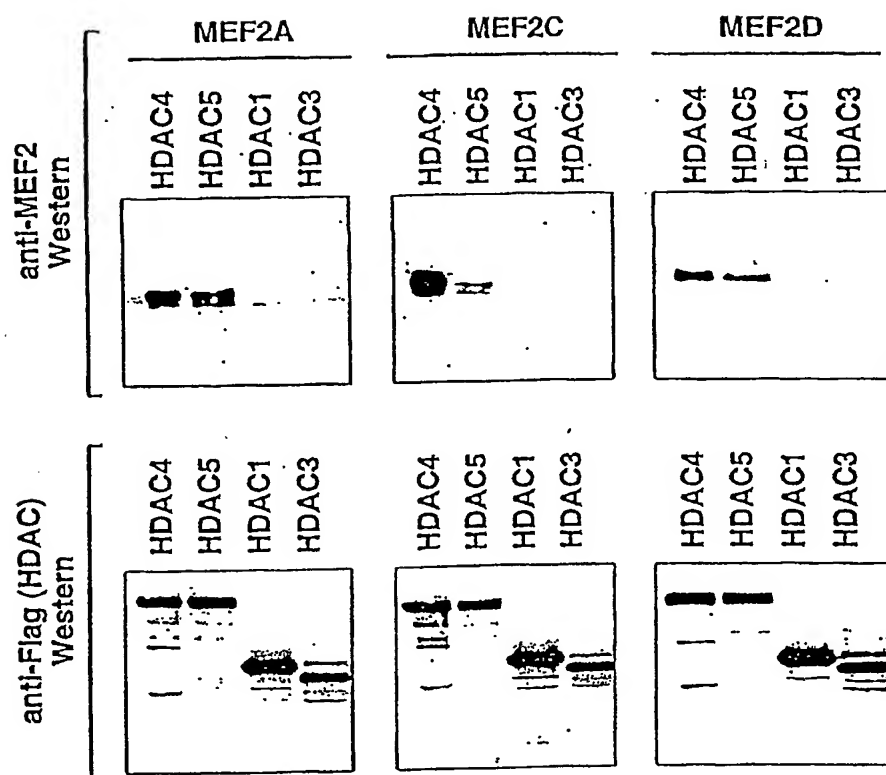 MEF2A MEF2C MEF2D
anti-MEF2
Western
HDAC4 HDAC5 HDAC1 HDAC3 HDAC4 HDAC5 HDAC1 HDAC3 HDAC4 HDAC5 HDAC1 HDAC3
anti-Flag (HDAC)
Western
HDAC4 HDAC5 HDAC1 HDAC3 HDAC4 HDAC5 HDAC1 HDAC3 HDAC4 HDAC5 HDAC1 HDAC3